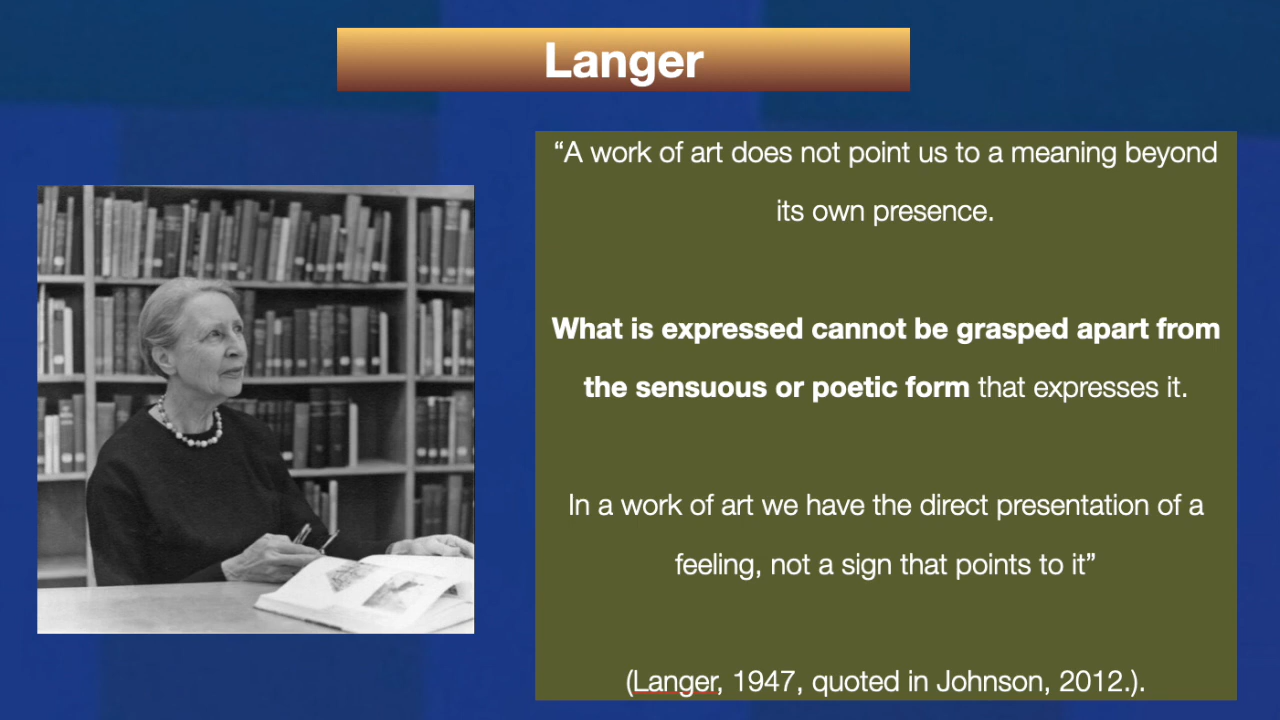 Langer
“A work of art does not point us to a meaning beyond
its own presence.
What is expressed cannot be grasped apart from
the sensuous or poetic form that expresses it.
In a work of art we have the direct presentation of a
feeling, not a sign that points to it”
(Langer, 1947, quoted in Johnson, 2012.).